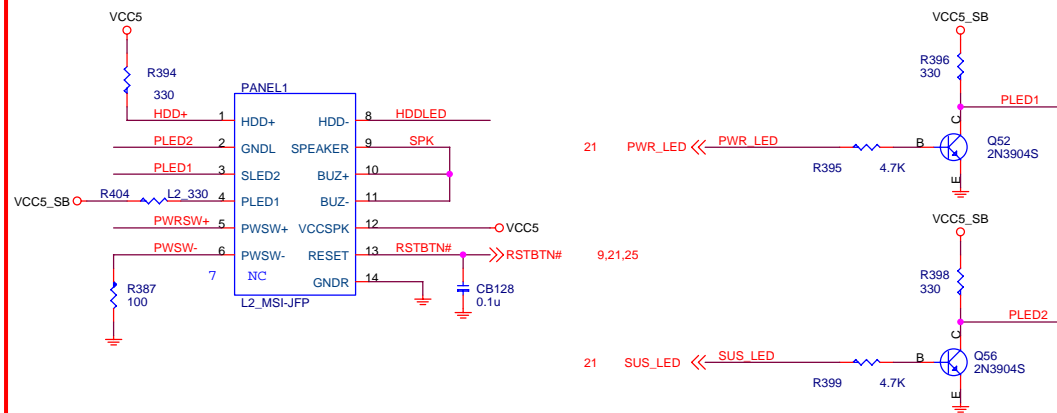 VCC5
R394
330
HDD+
PLED2
PLED1
VCC5_SB
R404
L2_330
PWRSW+
PWSW-
R387
100
PANEL1
1 HDD+ HDD- 8
2 GNDL SPEAKER 9
3 SLED2 BUZ+ 10
4 PLED1 BUZ- 11
5 PWSW+ VCCSPK 12
6 PWSW- RESET 13
7 NC
GNDR 14
L2_MSI-JFP
HDDLED
SPK
VCC5
RSTBTN# RSTBTN# 9,21,25
CB128
0.1u
VCC5_SB
R396
330
PLED1
21 PWR_LED PWR_LED
R395 4.7K
B C E
Q52
2N3904S
VCC5_SB
R398
330
PLED2
21 SUS_LED SUS_LED
R399 4.7K
B C E
Q56
2N3904S